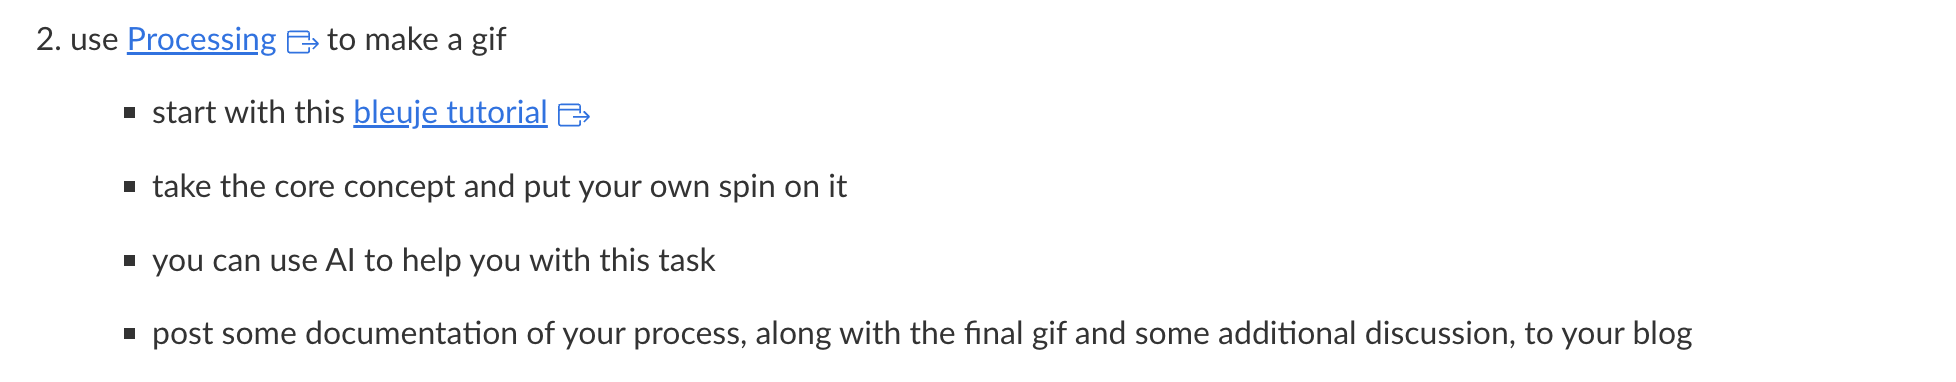 2. use Processing to make a gif
▪ start with this bleuje tutorial
▪ take the core concept and put your own spin on it
▪ you can use AI to help you with this task
▪ post some documentation of your process, along with the final gif and some additional discussion, to your blog